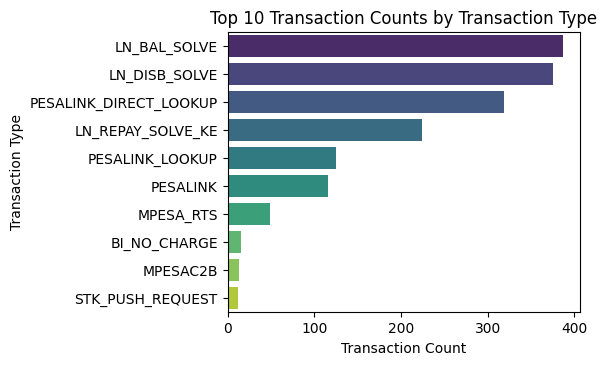 Top 10 Transaction Counts by Transaction Type
Transaction Type
LN_BAL_SOLVE
LN_DISB_SOLVE
PESALINK_DIRECT_LOOKUP
LN_REPAY_SOLVE_KE
PESALINK_LOOKUP
PESALINK
MPESA_RTS
BI_NO_CHARGE
MPESAC2B
STK_PUSH_REQUEST
0 100 200 300 400
Transaction Count